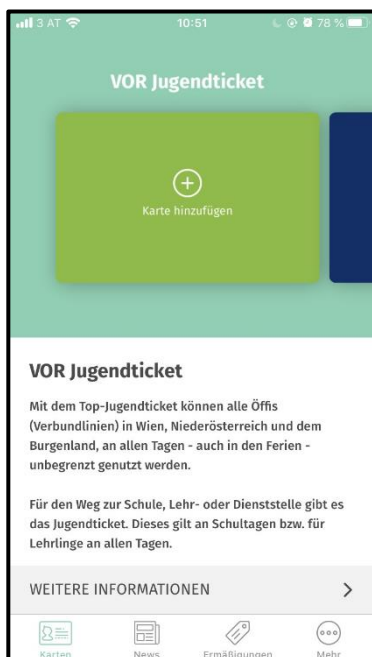 3 AT 10:51 78 %
VOR Jugendticket
Karte hinzufügen
VOR Jugendticket
Mit dem Top-Jugendticket können alle Öffis
(Verbundlinien) in Wien, Niederösterreich und dem
Burgenland, an allen Tagen - auch in den Ferien -
unbegrenzt genutzt werden.
Für den Weg zur Schule, Lehr- oder Dienststelle gibt es
das Jugendticket. Dieses gilt an Schultagen bzw. für
Lehrlinge an allen Tagen.
WEITERE INFORMATIONEN
Karten News Ermäßigungen Mehr